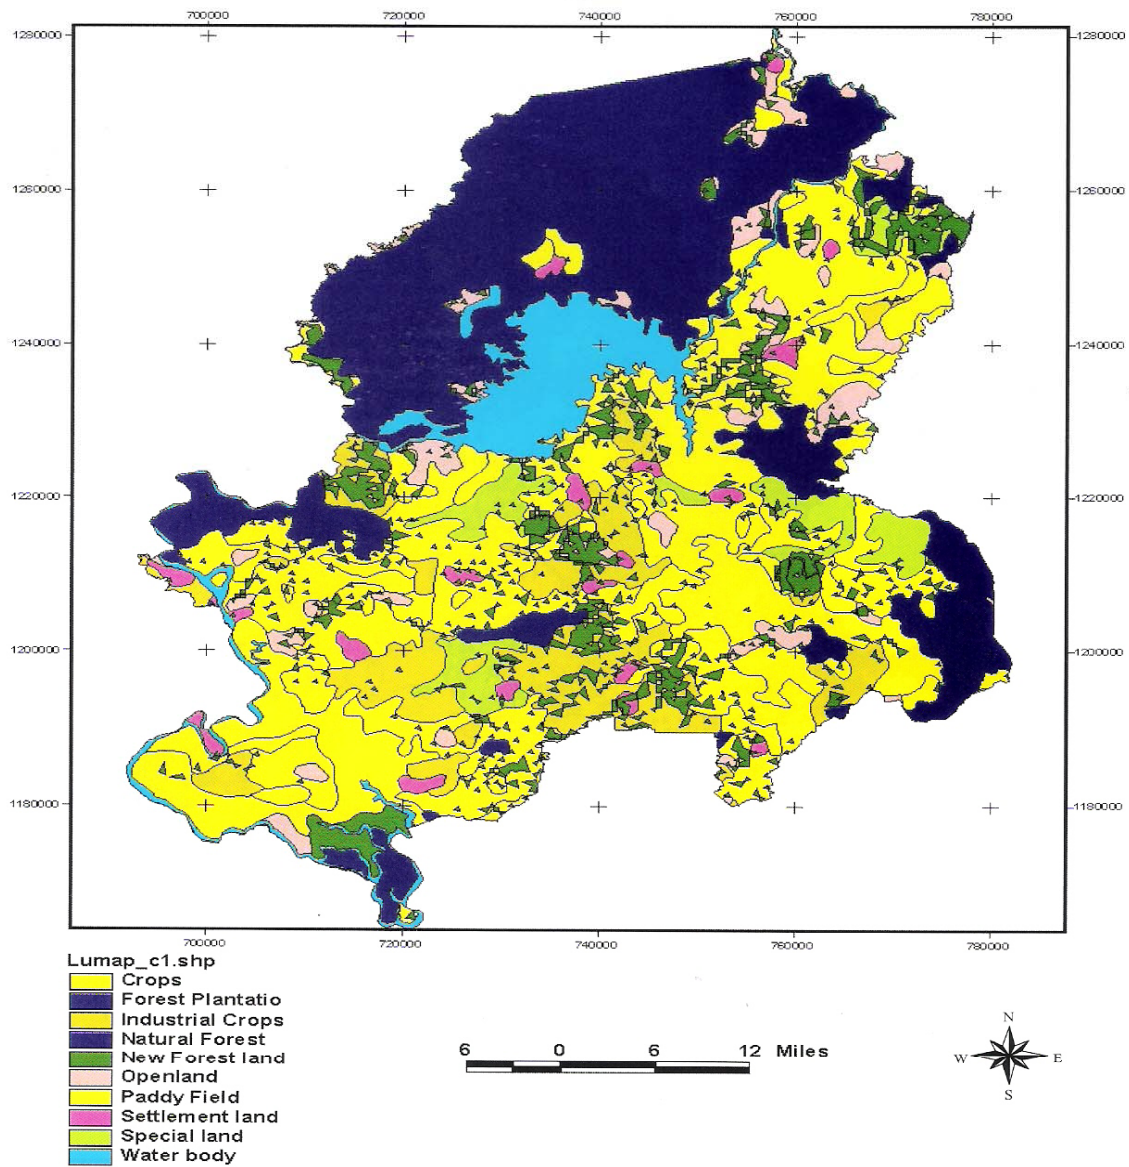 700000 720000 740000 760000 780000
1280000 1280000
1260000 1260000
1240000 1240000
1220000 1220000
1200000 1200000
1180000 1180000
700000 720000 740000 760000 780000
Lumap_c1.shp
Crops
Forest Plantatio
Industrial Crops
Natural Forest
New Forest land
Openland
Paddy Field
Settlement land
Special land
Water body
6 0 6 12 Miles
N
W E
S